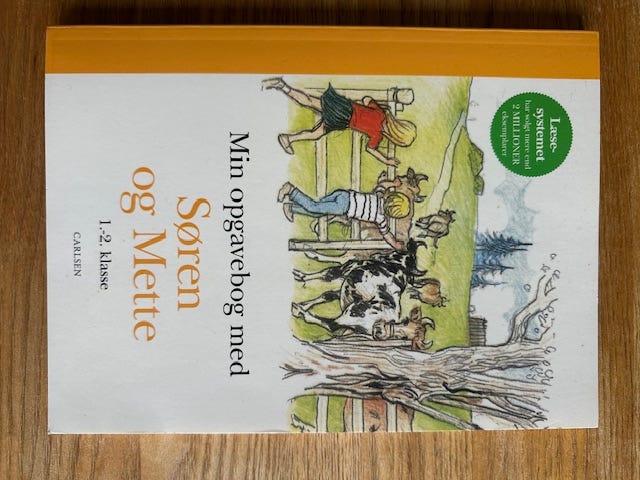 Læse-
systemet
har solgt mere end
2 MILLIONER
eksemplarer
Min opgavebog med
Søren
og Mette
1.-2. klasse
CARLSEN